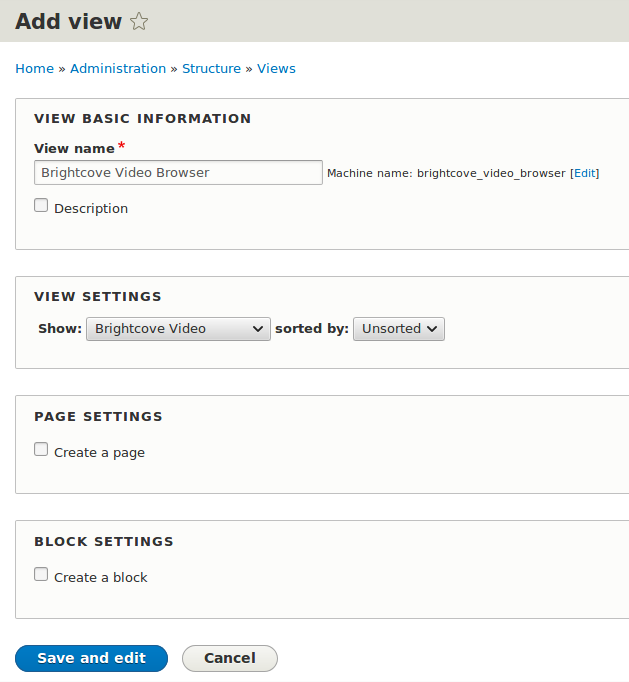 Add view
Home » Administration » Structure » Views
VIEW BASIC INFORMATION
View name *
Brightcove Video Browser Machine name: brightcove_video_browser [Edit]
Description
VIEW SETTINGS
Show: Brightcove Video sorted by: Unsorted
PAGE SETTINGS
Create a page
BLOCK SETTINGS
Create a block
Save and edit Cancel